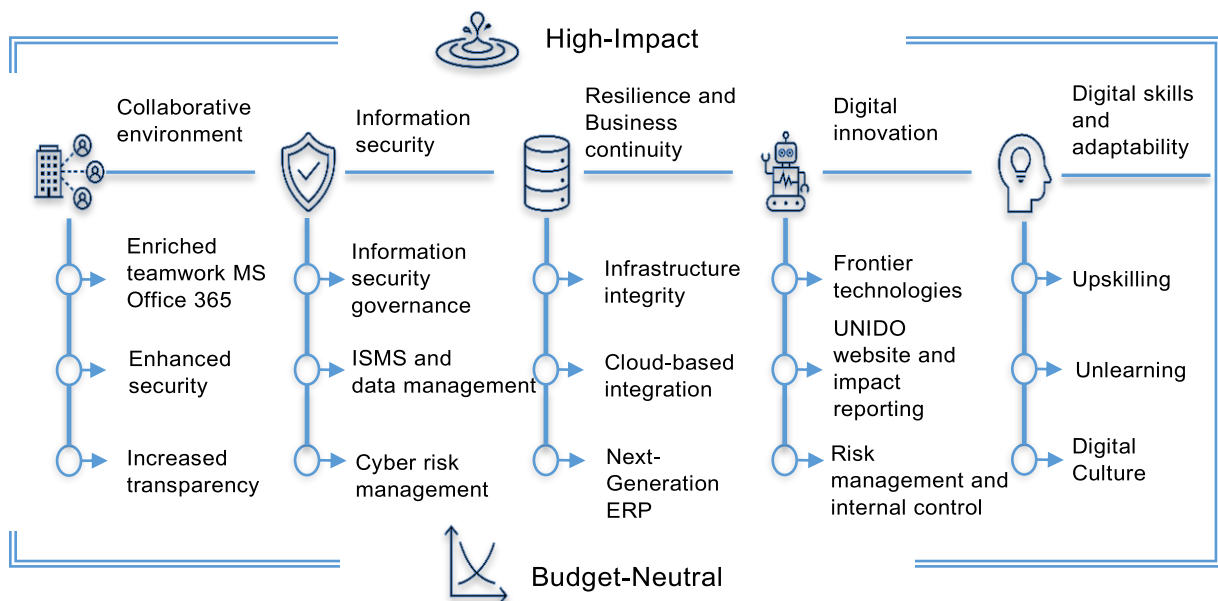 High-Impact
Collaborative
environment
Information
security
Resilience and
Business
continuity
Digital
innovation
Digital skills
and
adaptability
Enriched
teamwork MS
Office 365
Enhanced
security
Increased
transparency
Information
security
governance
ISMS and
data management
Cyber risk
management
Infrastructure
integrity
Cloud-based
integration
Next-
Generation
ERP
Frontier
technologies
UNIDO
website and
impact
reporting
Risk
management and
internal control
Upskilling
Unlearning
Digital
Culture
Budget-Neutral